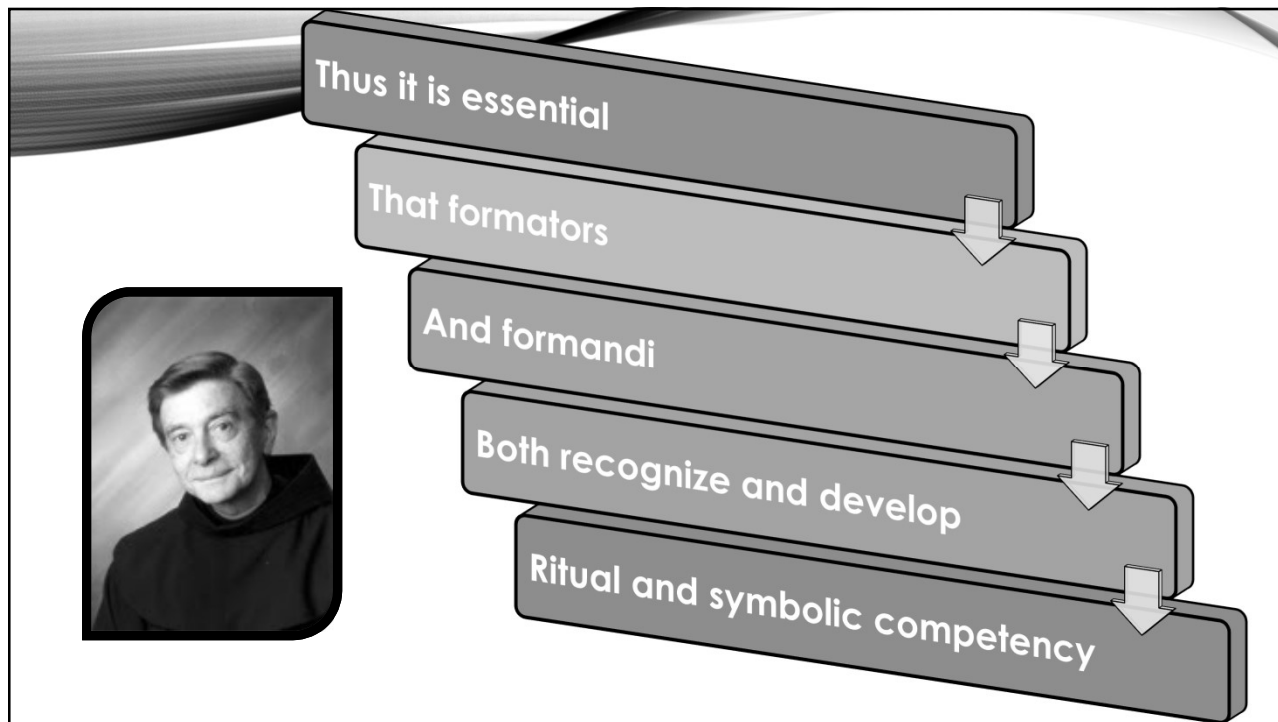 Thus it is essential
That formators
And formandi
Both recognize and develop
Ritual and symbolic competency